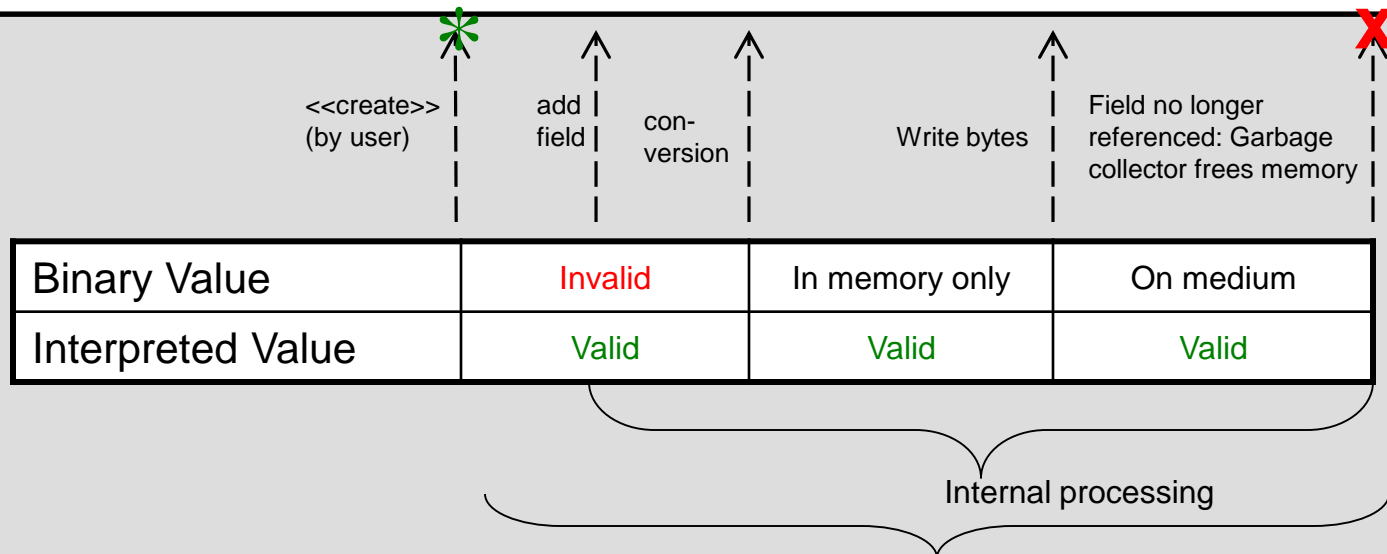 <<create>>
(by user)
add
field
con-
version
Write bytes
Field no longer
referenced: Garbage
collector frees memory
X
Binary Value
Invalid
In memory only
On medium
Interpreted Value
Valid
Valid
Valid
Internal processing